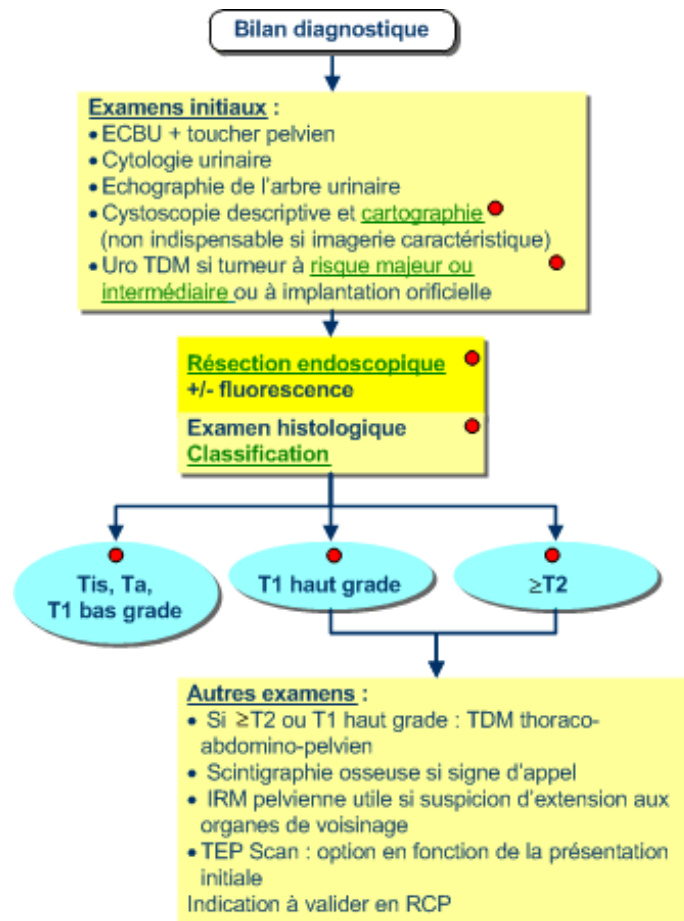 Bilan diagnostique
Examens initiaux :
• ECBU + toucher pelvien
• Cytologie urinaire
• Echographie de l'arbre urinaire
• Cystoscopie descriptive et cartographie
(non indispensable si imagerie caractéristique)
• Uro TDM si tumeur à risque majeur ou
intermédiaire ou à implantation orificielle
Résection endoscopique
+/- fluorescence
Examen histologique
Classification
Tis, Ta,
T1 bas grade
T1 haut grade
≥T2
Autres examens :
• Si ≥T2 ou T1 haut grade : TDM thoraco-
abdomino-pelvien
• Scintigraphie osseuse si signe d'appel
• IRM pelvienne utile si suspicion d'extension aux
organes de voisinage
• TEP Scan : option en fonction de la présentation
initiale
Indication à valider en RCP